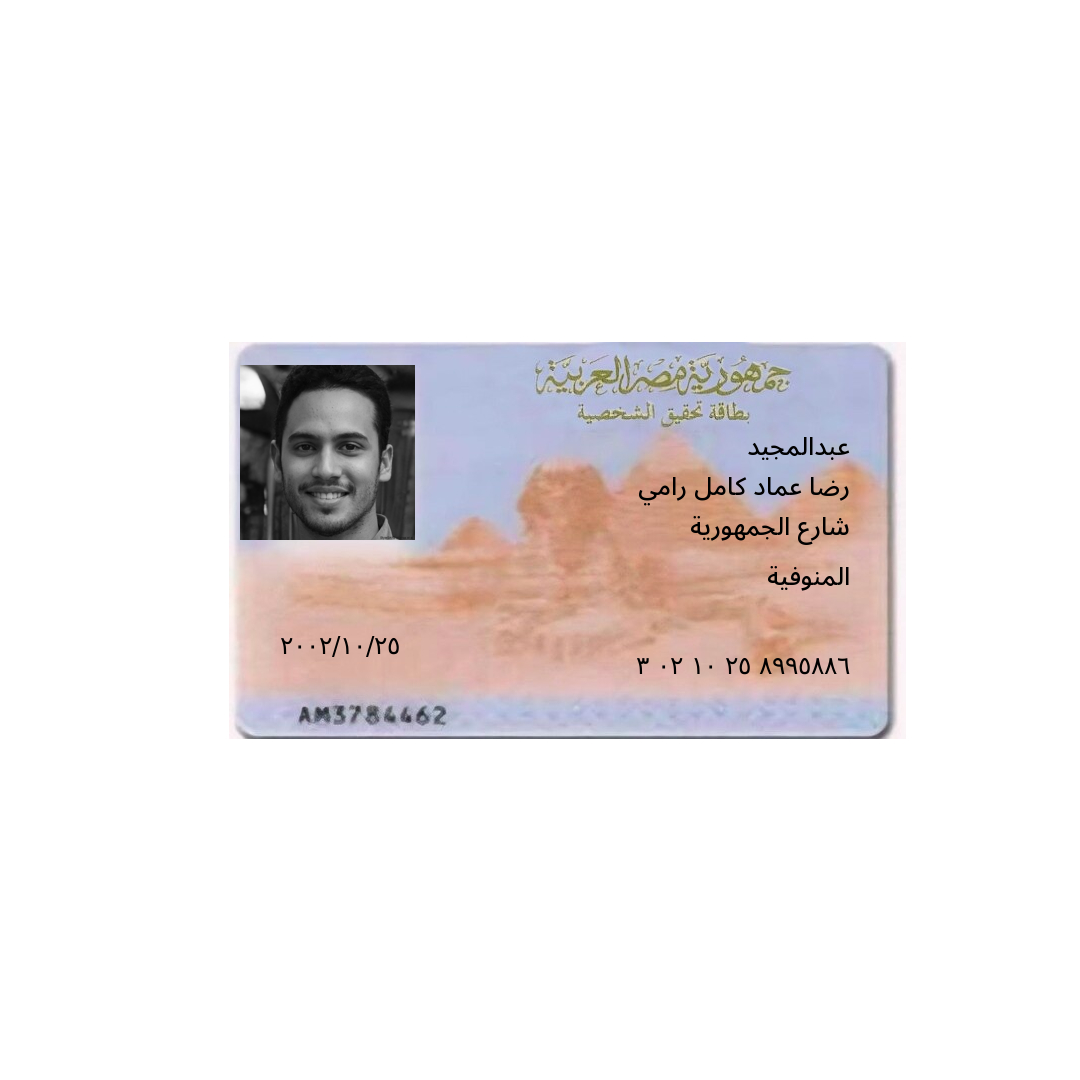 جمهورية مصر العربية
بطاقة تحقيق الشخصية
عبدالمجيد
رضا عماد كامل رامي
شارع الجمهورية
المنوفية
٢٠٠٢/١٠/٢٥
٣ ٠٢ ١٠ ٢٥ ٨٩٩٥٨٨٦
AM3784462